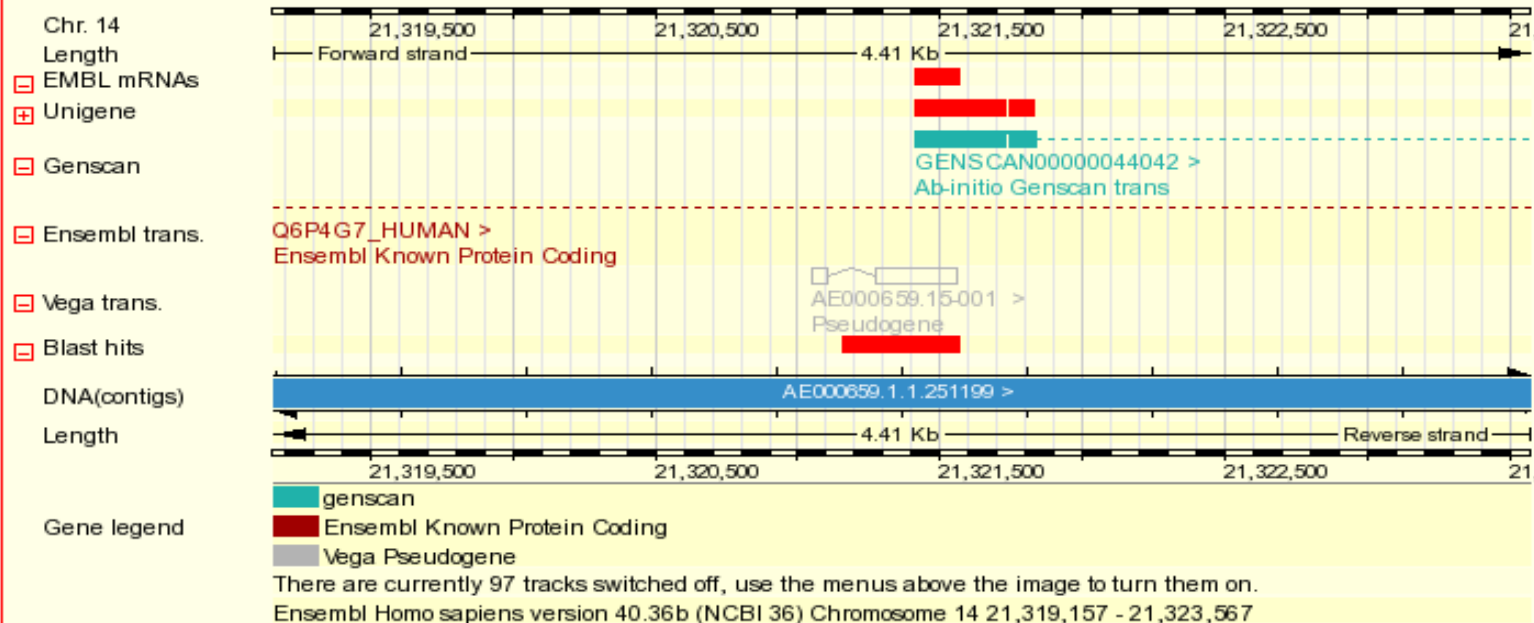 Chr. 14
21,319,500 21,320,500 21,321,500 21,322,500 21
Length Forward strand 4.41 Kb
EMBL mRNAs
Unigene
Genscan
GENSCAN00000044042 >
Ab-initio Genscan trans
Ensembl trans.
Q6P4G7_HUMAN >
Ensembl Known Protein Coding
Vega trans.
AE000659.15-001 >
Pseudogene
Blast hits
DNA(contigs) AE000659.1.1.251199 >
Length 4.41 Kb Reverse strand
21,319,500 21,320,500 21,321,500 21,322,500 21
Gene legend
genscan
Ensembl Known Protein Coding
Vega Pseudogene
There are currently 97 tracks switched off, use the menus above the image to turn them on.
Ensembl Homo sapiens version 40.36b (NCBI 36) Chromosome 14 21,319,157 - 21,323,567